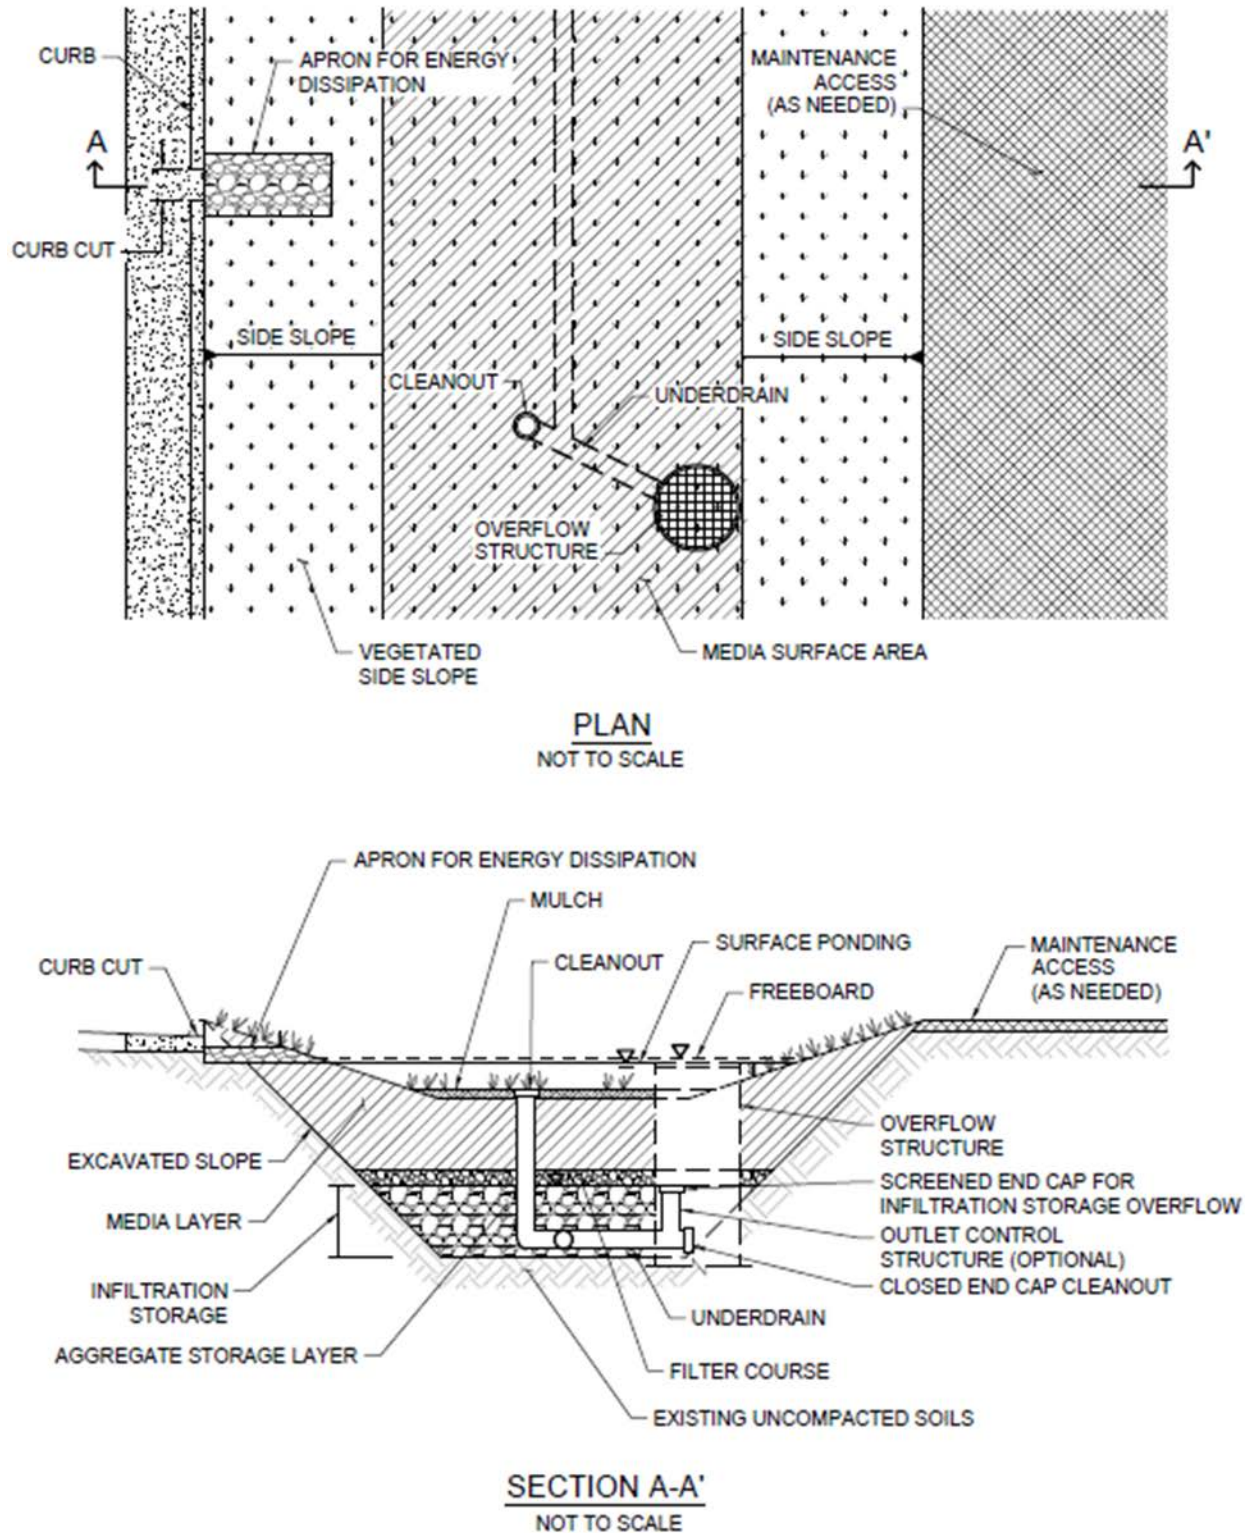 CURB
APRON FOR ENERGY
DISSIPATION
MAINTENANCE
ACCESS
(AS NEEDED)
A
A'
CURB CUT
SIDE SLOPE
SIDE SLOPE
CLEANOUT
UNDERDRAIN
OVERFLOW
STRUCTURE
VEGETATED
SIDE SLOPE
MEDIA SURFACE AREA
PLAN
NOT TO SCALE
APRON FOR ENERGY DISSIPATION
MULCH
SURFACE PONDING
MAINTENANCE
ACCESS
(AS NEEDED)
CURB CUT
CLEANOUT
FREEBOARD
OVERFLOW
STRUCTURE
EXCAVATED SLOPE
SCREENED END CAP FOR
INFILTRATION STORAGE OVERFLOW
MEDIA LAYER
OUTLET CONTROL
STRUCTURE (OPTIONAL)
CLOSED END CAP CLEANOUT
INFILTRATION
STORAGE
UNDERDRAIN
AGGREGATE STORAGE LAYER
FILTER COURSE
EXISTING UNCOMPACTED SOILS
SECTION A-A'
NOT TO SCALE